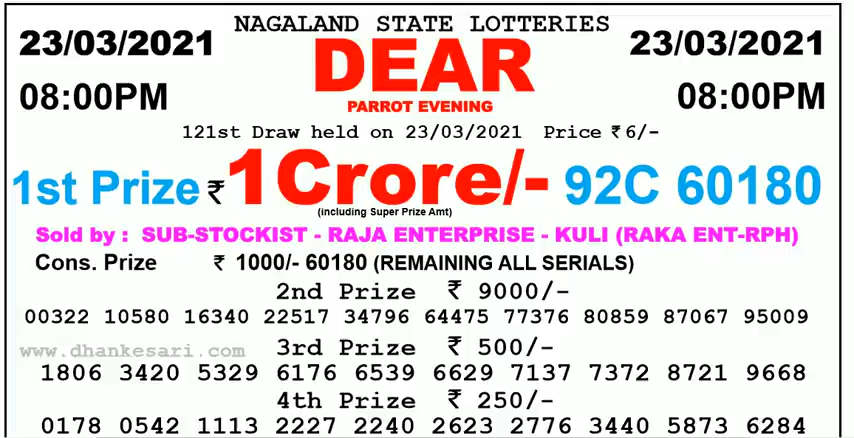 NAGALAND STATE LOTTERIES
23/03/2021 DEAR 23/03/2021
08:00PM PARROT EVENING 08:00PM
121st Draw held on 23/03/2021 Price ₹6/-
1st Prize ₹1Crore/- 92C 60180
(including Super Prize Amt)
Sold by : SUB-STOCKIST - RAJA ENTERPRISE - KULI (RAKA ENT-RPH)
Cons. Prize ₹ 1000/- 60180 (REMAINING ALL SERIALS)
2nd Prize ₹ 9000/-
00322 10580 16340 22517 34796 64475 77376 80859 87067 95009
www.dhankesari.com 3rd Prize ₹ 500/-
1806 3420 5329 6176 6539 6629 7137 7372 8721 9668
4th Prize ₹ 250/-
0178 0542 1113 2227 2240 2623 2776 3440 5873 6284